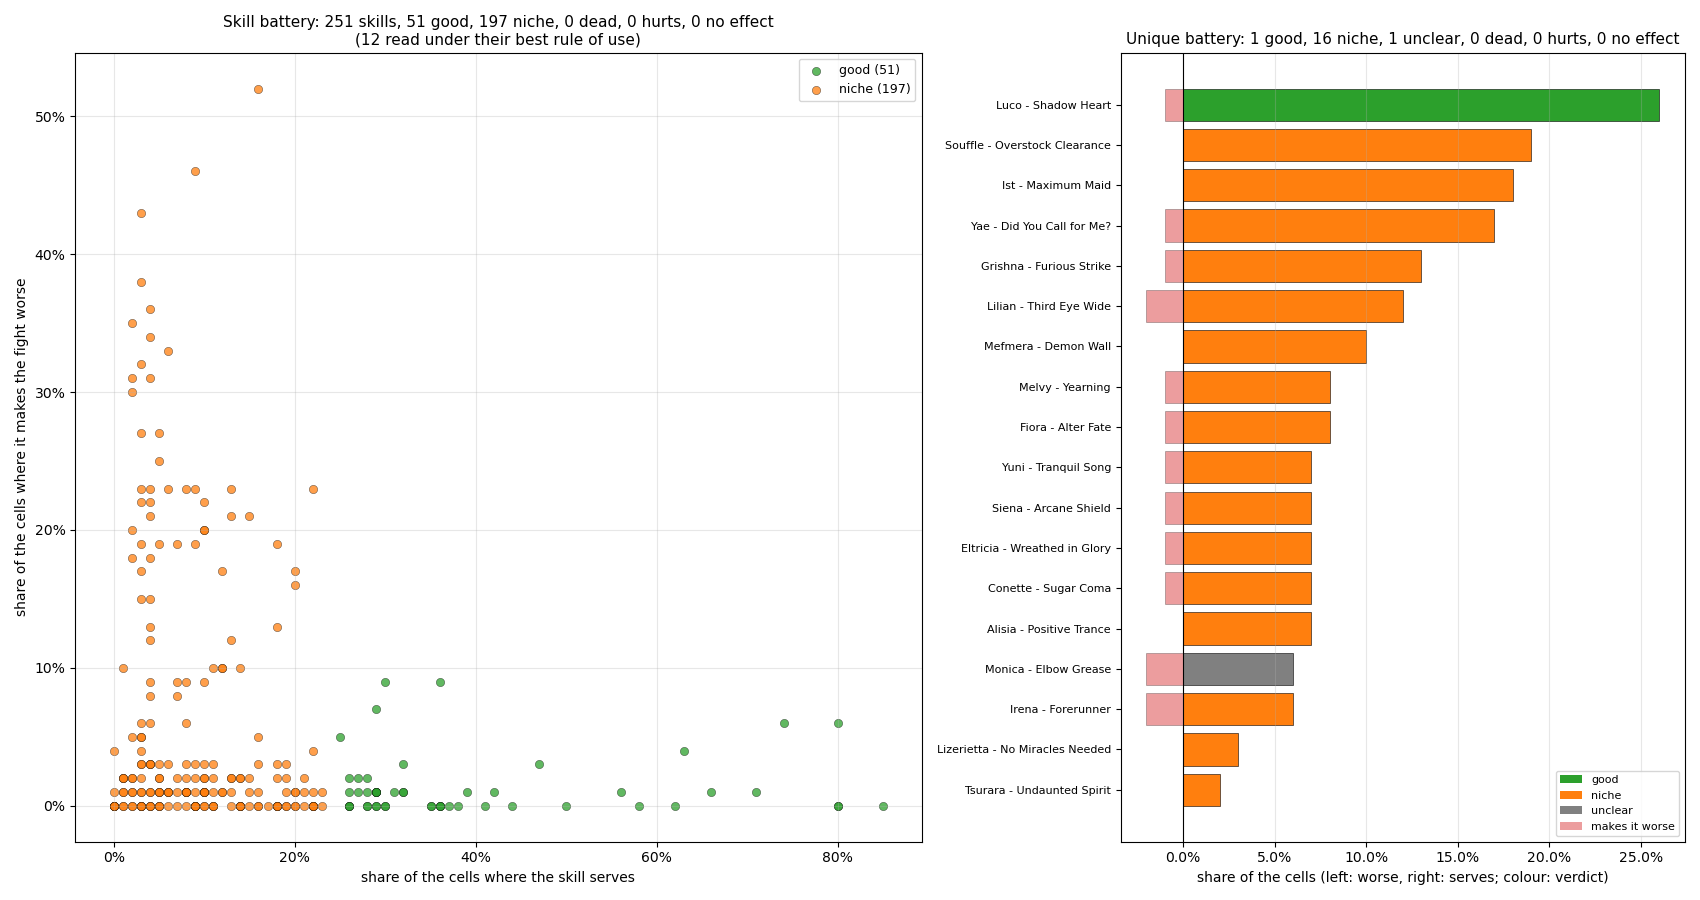 Skill battery: 251 skills, 51 good, 197 niche, 0 dead, 0 hurts, 0 no effect
(12 read under their best rule of use)
good (51)
niche (197)
share of the cells where it makes the fight worse
50%
40%
30%
20%
10%
0%
0%
20%
40%
60%
80%
share of the cells where the skill serves
Unique battery: 1 good, 16 niche, 1 unclear, 0 dead, 0 hurts, 0 no effect
Luco - Shadow Heart
Souffle - Overstock Clearance
Ist - Maximum Maid
Yae - Did You Call for Me?
Grishna - Furious Strike
Lilian - Third Eye Wide
Mefmera - Demon Wall
Melvy - Yearning
Fiora - Alter Fate
Yuni - Tranquil Song
Siena - Arcane Shield
Eltricia - Wreathed in Glory
Conette - Sugar Coma
Alisia - Positive Trance
Monica - Elbow Grease
Irena - Forerunner
Lizerietta - No Miracles Needed
Tsurara - Undaunted Spirit
good
niche
unclear
makes it worse
0.0%
5.0%
10.0%
15.0%
20.0%
25.0%
share of the cells (left: worse, right: serves; colour: verdict)